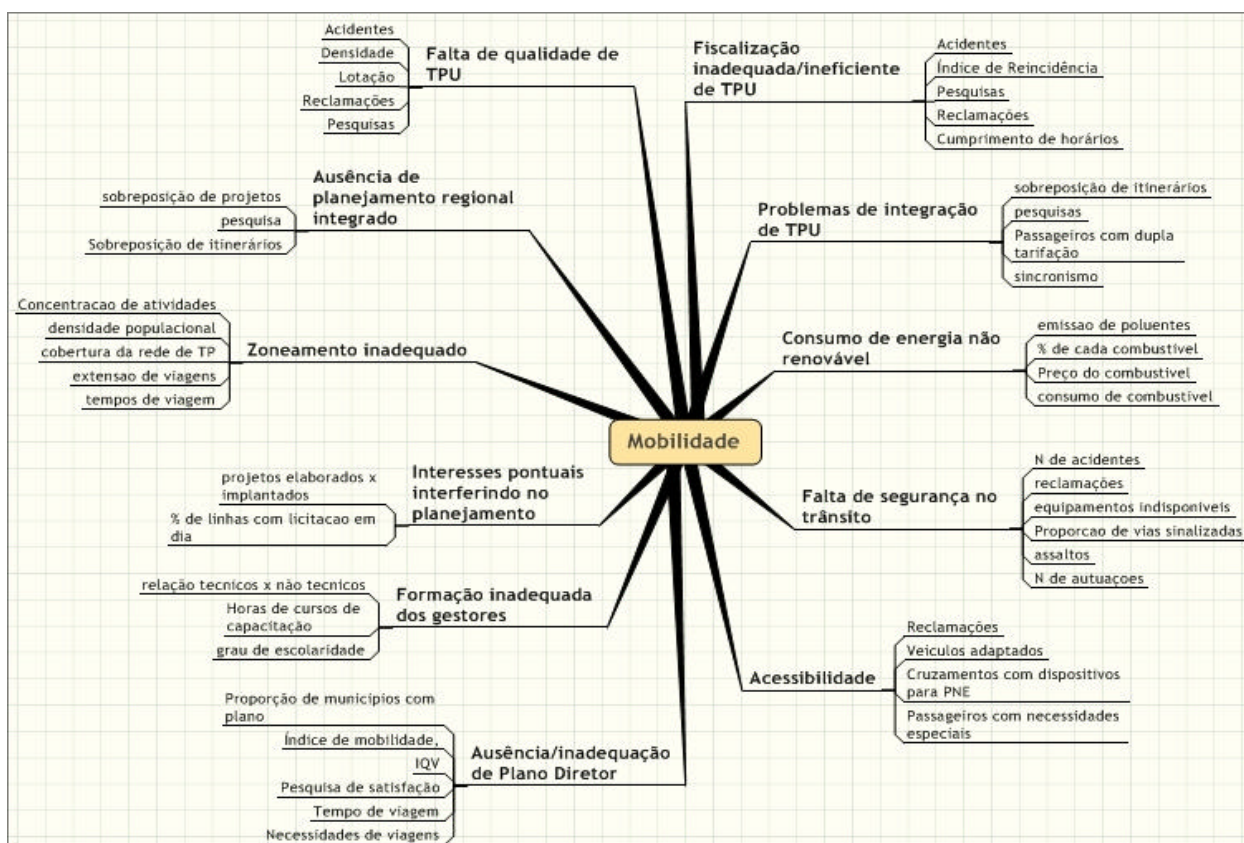 Acidentes
Densidade
Lotação
Reclamações
Pesquisas
Falta de qualidade de
TPU
sobreposição de projetos
pesquisa
Sobreposição de itinerários
Ausência de
planejamento regional
integrado
Concentracao de atividades
densidade populacional
cobertura da rede de TP
extensao de viagens
tempos de viagem
Zoneamento inadequado
projetos elaborados x
implantados
% de linhas com licitacao em
dia
Interesses pontuais
interferindo no
planejamento
relação tecnicos x não tecnicos
Horas de cursos de
capacitação
grau de escolaridade
Formação inadequada
dos gestores
Proporção de municípios com
plano
Índice de mobilidade,
IQV
Pesquisa de satisfação
Tempo de viagem
Necessidades de viagens
Ausência/inadequação
de Plano Diretor
Mobilidade
Fiscalização
inadequada/ineficiente
de TPU
Acidentes
Índice de Reincidência
Pesquisas
Reclamações
Cumprimento de horários
Problemas de integração
de TPU
sobreposição de itinerários
pesquisas
Passageiros com dupla
tarifação
sincronismo
Consumo de energia não
renovável
emissao de poluentes
% de cada combustivel
Preço do combustivel
consumo de combustivel
Falta de segurança no
trânsito
N de acidentes
reclamações
equipamentos indisponiveis
Proporcao de vias sinalizadas
assaltos
N de autuaçoes
Acessibilidade
Reclamações
Veiculos adaptados
Cruzamentos com dispositivos
para PNE
Passageiros com necessidades
especiais